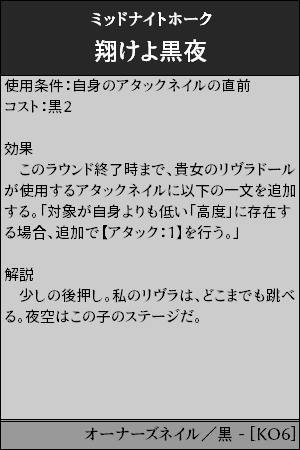 ミッドナイトホーク
翔けよ黒夜
使用条件：自身のアタックネイルの直前
コスト：黒2
効果
　このラウンド終了時まで、貴女のリヴラドール
が使用するアタックネイルに以下の一文を追加
する。「対象が自身よりも低い「高度」に存在す
る場合、追加で【アタック：1】を行う。」
解説
　少しの後押し。私のリヴラは、どこまでも跳べ
る。夜空はこの子のステージだ。
オーナーズネイル／黒 - [KO6]